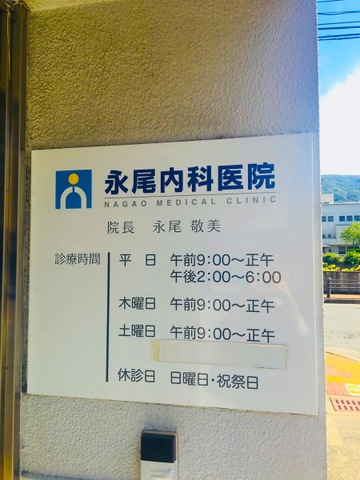 永尾内科医院
NAGAO MEDICAL CLINIC
院長 永尾 敬美
診療時間 平日 午前9:00〜正午
午後2:00〜6:00
木曜日 午前9:00〜正午
土曜日 午前9:00〜正午
休診日 日曜日・祝祭日